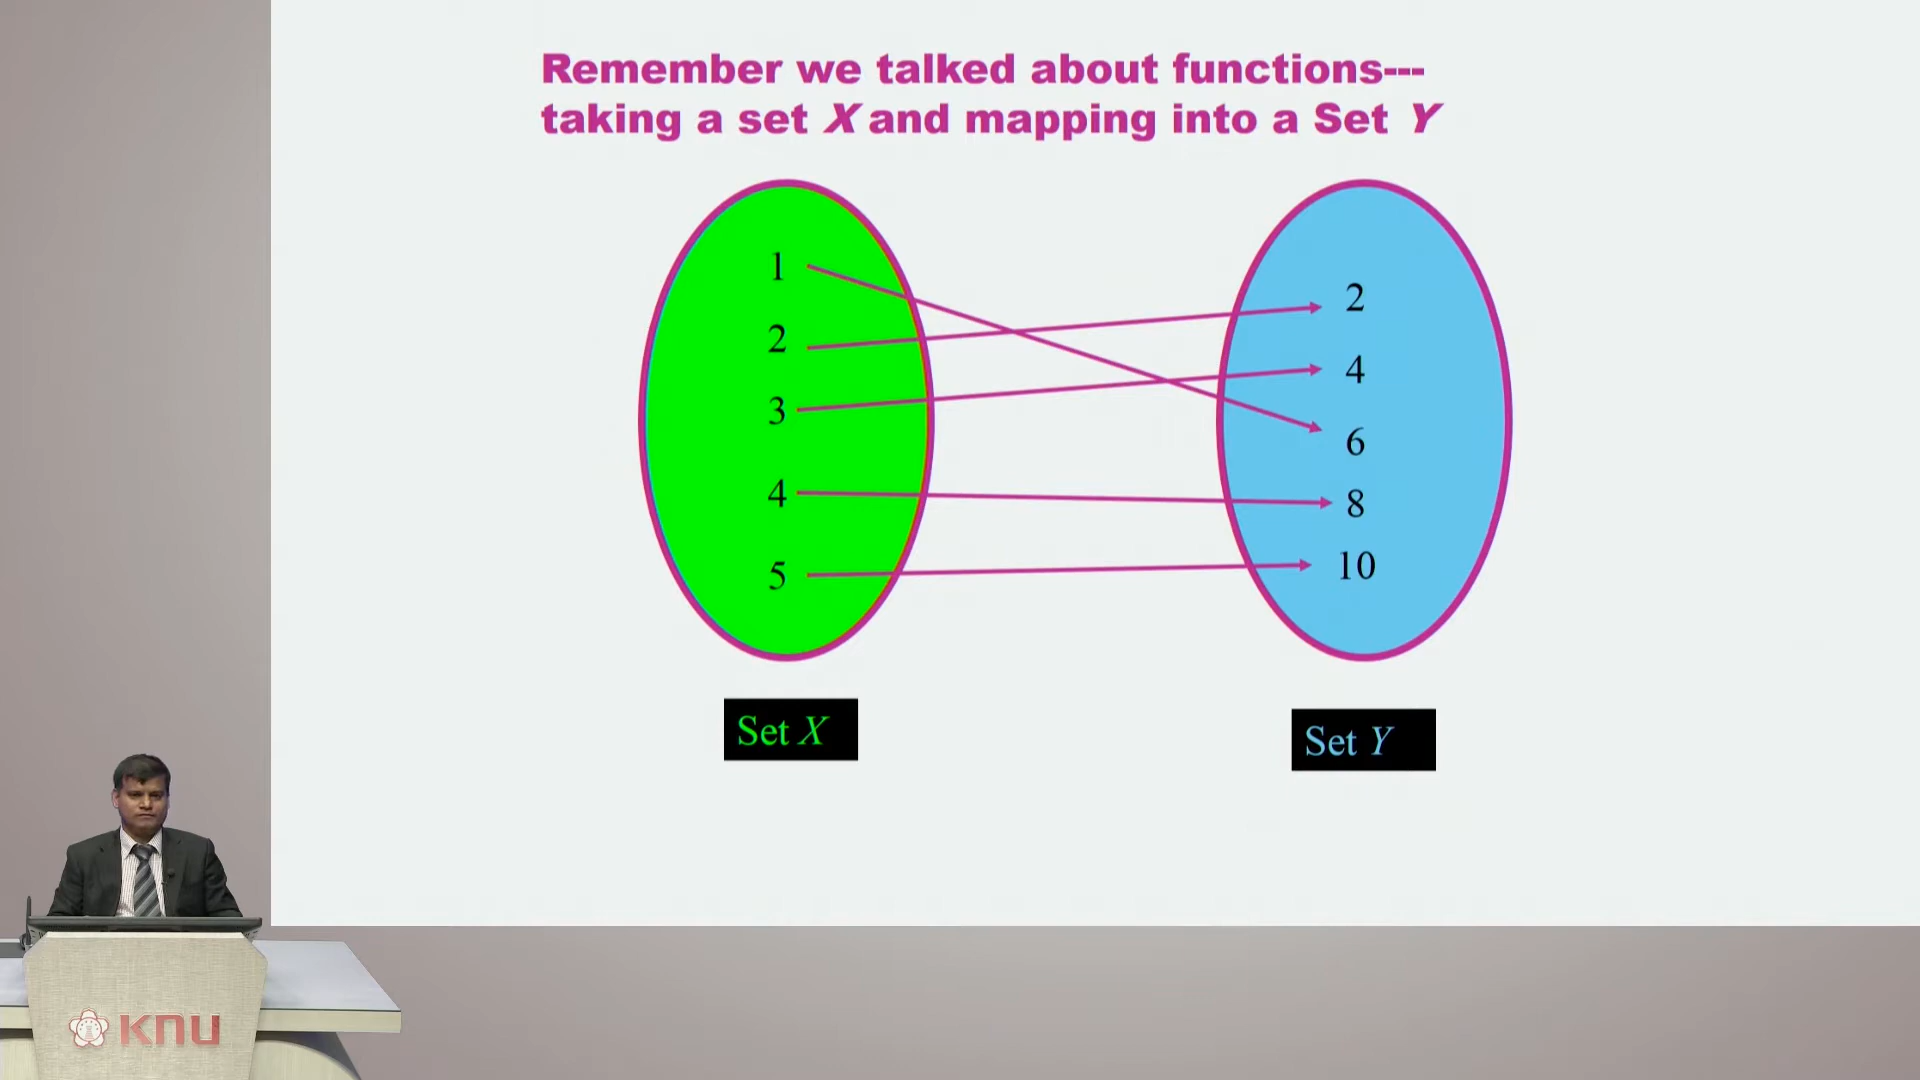 Remember we talked about functions---
taking a set X and mapping into a Set Y
1
2
3
4
5
2
4
6
8
10
Set X
Set Y
KNU